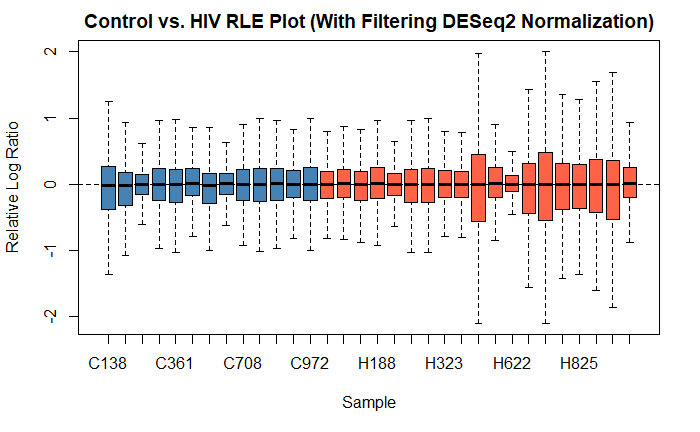 Control vs. HIV RLE Plot (With Filtering DESeq2 Normalization)
Relative Log Ratio
2
1
0
-1
-2
C138 C361 C708 C972 H188 H323 H622 H825
Sample